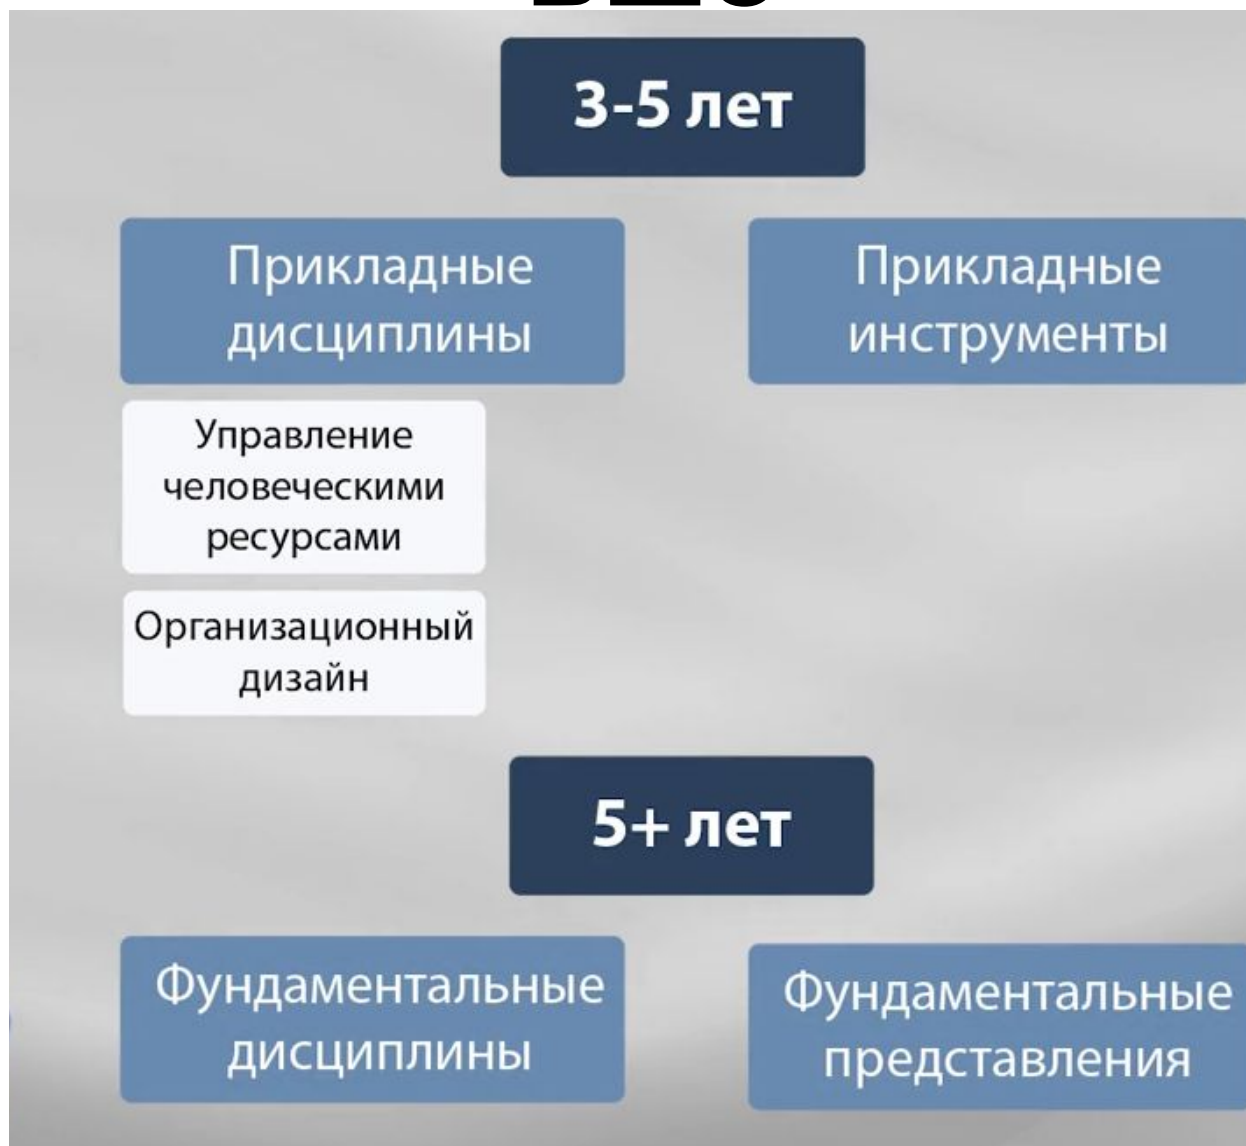 3-5 лет
Прикладные
дисциплины
Прикладные
инструменты
Управление
человеческими
ресурсами
Организационный
дизайн
5+ лет
Фундаментальные
дисциплины
Фундаментальные
представления